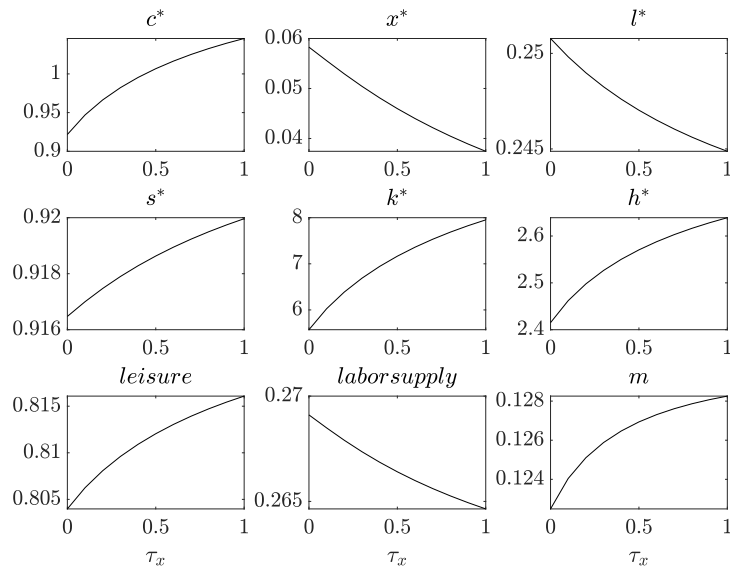 c* x* l*
1 0.95 0.9
0.06 0.05 0.04
0.25 0.245
0 0.5 1 0 0.5 1 0 0.5 1
s* k* h*
0.92 0.918 0.916
8 7 6
2.6 2.5 2.4
0 0.5 1 0 0.5 1 0 0.5 1
leisure laborsupply m
0.815 0.81 0.805
0.27 0.265
0.128 0.126 0.124
0 0.5 1 0 0.5 1 0 0.5 1
τx τx τx